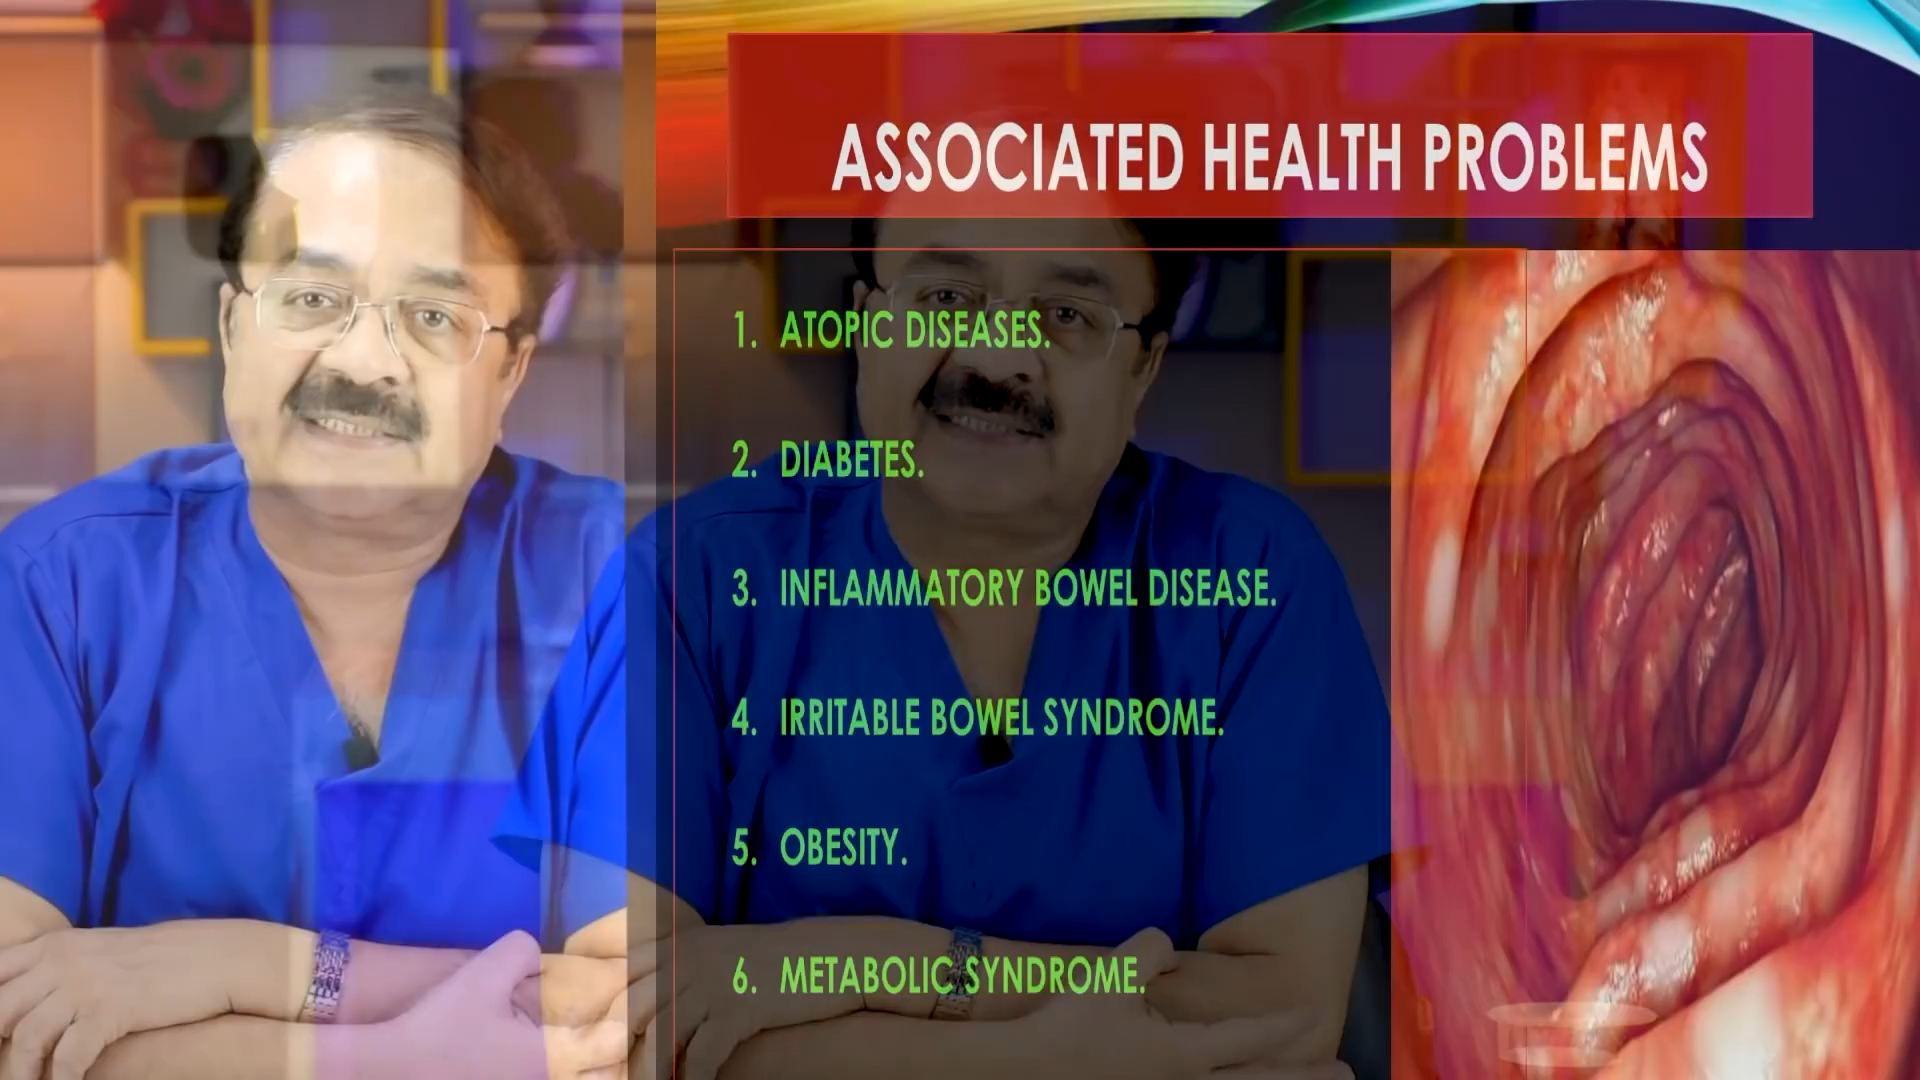 ASSOCIATED HEALTH PROBLEMS
1. ATOPIC DISEASES.
2. DIABETES.
3. INFLAMMATORY BOWEL DISEASE.
4. IRRITABLE BOWEL SYNDROME.
5. OBESITY.
6. METABOLIC SYNDROME.